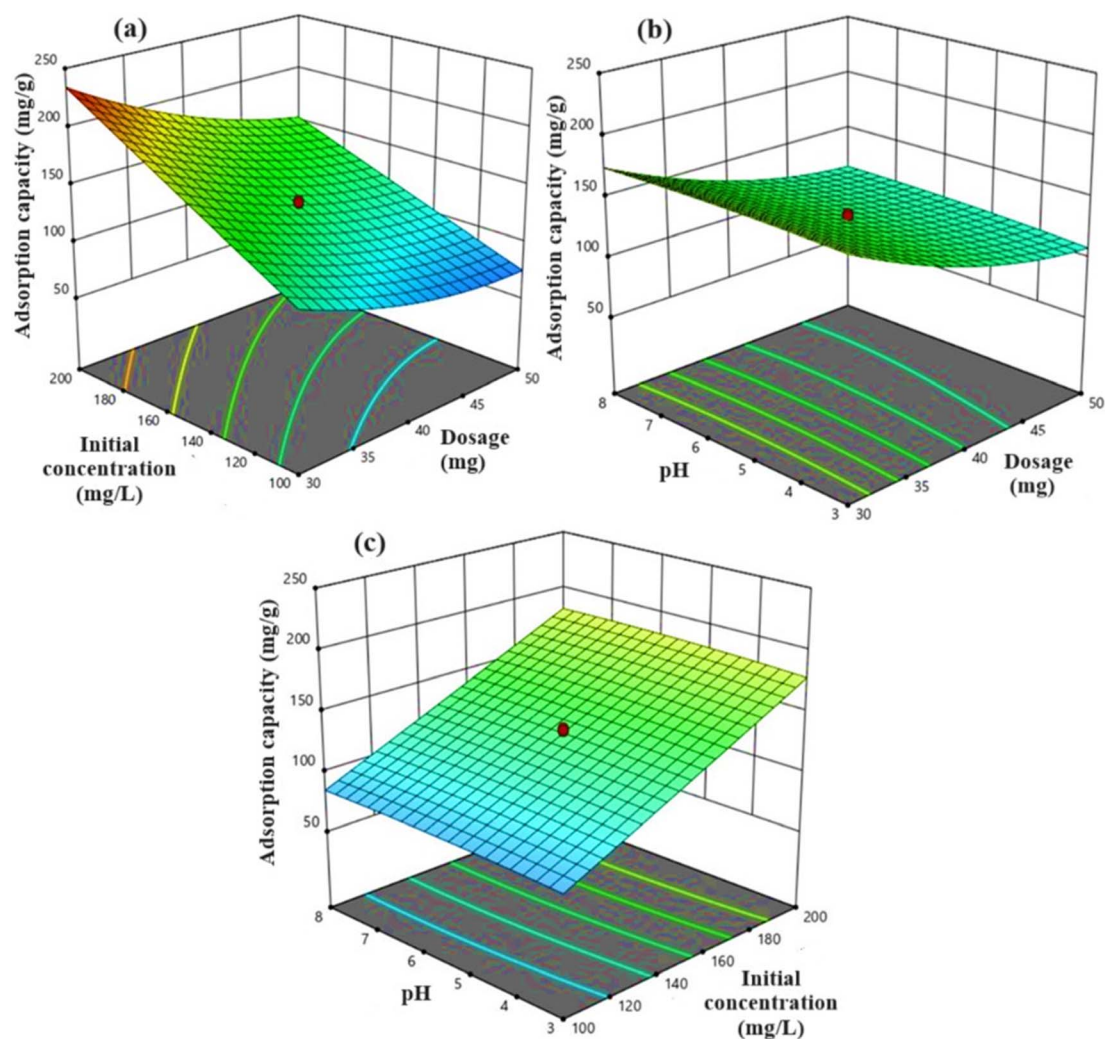 (a)
250
200
150
100
50
Adsorption capacity (mg/g)
200
180
160
140
120
100
Initial
concentration
(mg/L)
30
35
40
45
50
Dosage
(mg)
(b)
250
200
150
100
50
Adsorption capacity (mg/g)
8
7
6
5
4
3
pH
30
35
40
45
50
Dosage
(mg)
(c)
250
200
150
100
50
Adsorption capacity (mg/g)
8
7
6
5
4
3
pH
100
120
140
160
180
200
Initial
concentration
(mg/L)